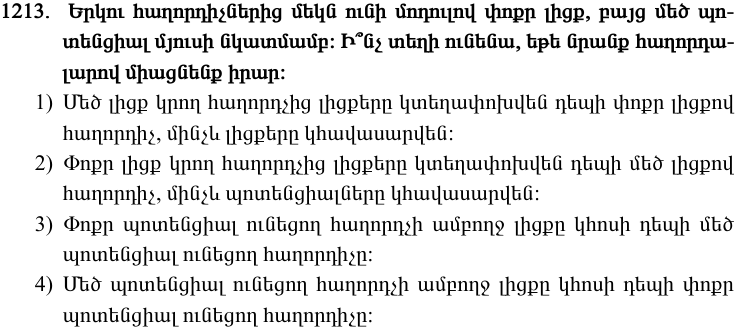 1213. Երկու հաղորդիչներից մեկն ունի մոդուլով փոքր լիցք, բայց մեծ պո-
տենցիալ մյուսի նկատմամբ: Ի՞նչ տեղի ունենա, եթե նրանք հաղորդա-
լարով միացնենք իրար:
1) Մեծ լիցք կրող հաղորդչից լիցքերը կտեղափոխվեն դեպի փոքր լիցքով
հաղորդիչ, մինչև լիցքերը կհավասարվեն:
2) Փոքր լիցք կրող հաղորդչից լիցքերը կտեղափոխվեն դեպի մեծ լիցքով
հաղորդիչ, մինչև պոտենցիալները կհավասարվեն:
3) Փոքր պոտենցիալ ունեցող հաղորդչի ամբողջ լիցքը կհոսի դեպի մեծ
պոտենցիալ ունեցող հաղորդիչը:
4) Մեծ պոտենցիալ ունեցող հաղորդչի ամբողջ լիցքը կհոսի դեպի փոքր
պոտենցիալ ունեցող հաղորդիչը: